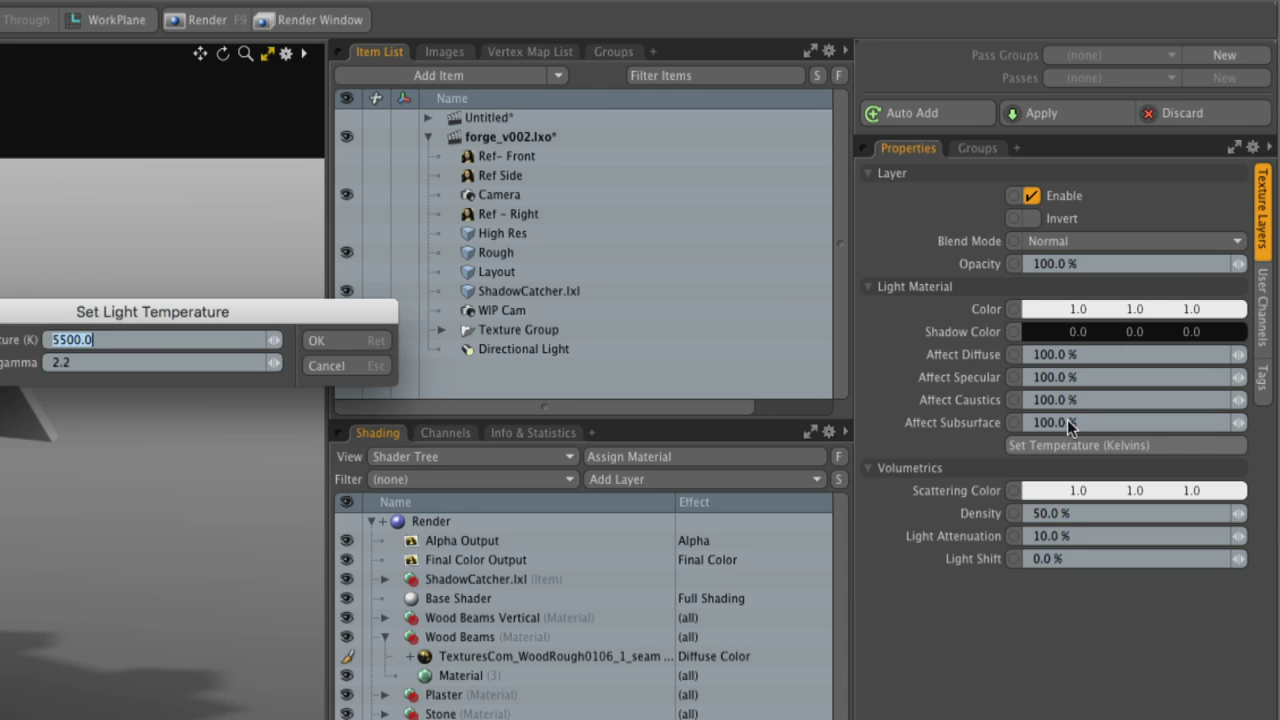 Through WorkPlane Render F9 Render Window
Item List Images Vertex Map List Groups +
Add Item Filter Items S F
Name
Untitled*
forge_v002.lxo*
Ref- Front
Ref Side
Camera
Ref - Right
High Res
Rough
Layout
ShadowCatcher.lxl
WIP Cam
Texture Group
Directional Light
Set Light Temperature
ture (K) 5500.0 OK Ret
gamma 2.2 Cancel Esc
Shading Channels Info & Statistics +
View Shader Tree Assign Material F
Filter (none) Add Layer S
Name Effect
Render
Alpha Output Alpha
Final Color Output Final Color
ShadowCatcher.lxl (Item)
Base Shader Full Shading
Wood Beams Vertical (Material) (all)
Wood Beams (Material) (all)
TexturesCom_WoodRough0106_1_seam ... Diffuse Color
Material (3) (all)
Plaster (Material) (all)
Stone (Material) (all)
Pass Groups (none) New
Passes (none) New
Auto Add Apply Discard
Properties Groups +
Layer
Enable
Invert
Blend Mode Normal
Opacity 100.0 %
Light Material
Color 1.0 1.0 1.0
Shadow Color 0.0 0.0 0.0
Affect Diffuse 100.0 %
Affect Specular 100.0 %
Affect Caustics 100.0 %
Affect Subsurface 100.0 %
Set Temperature (Kelvins)
Volumetrics
Scattering Color 1.0 1.0 1.0
Density 50.0 %
Light Attenuation 10.0 %
Light Shift 0.0 %
Texture Layers
User Channels
Tags